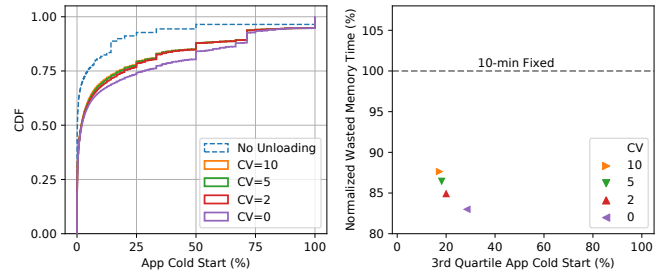 1.00
0.75
0.50
0.25
0.00
CDF
No Unloading
CV=10
CV=5
CV=2
CV=0
0
25
50
75
100
App Cold Start (%)
100
95
90
85
80
Normalized Wasted Memory Time (%)
10-min Fixed
CV
10
5
2
0
0
20
40
60
80
100
3rd Quartile App Cold Start (%)